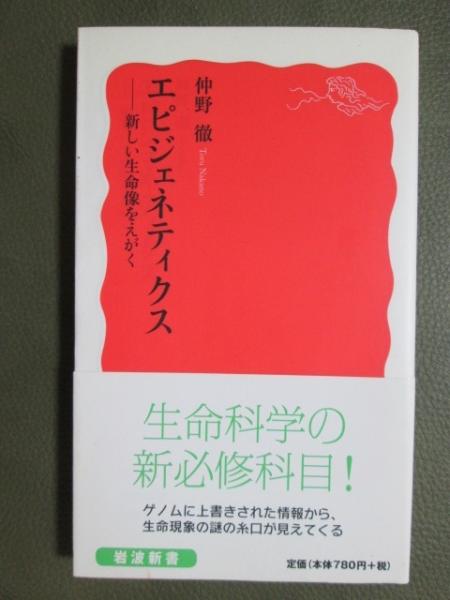 仲野 徹
Toru Nakano
エピジェネティクス
――新しい生命像をえがく
生命科学の
新必修科目!
ゲノムに上書きされた情報から、
生命現象の謎の糸口が見えてくる
岩波新書
定価(本体780円+税)